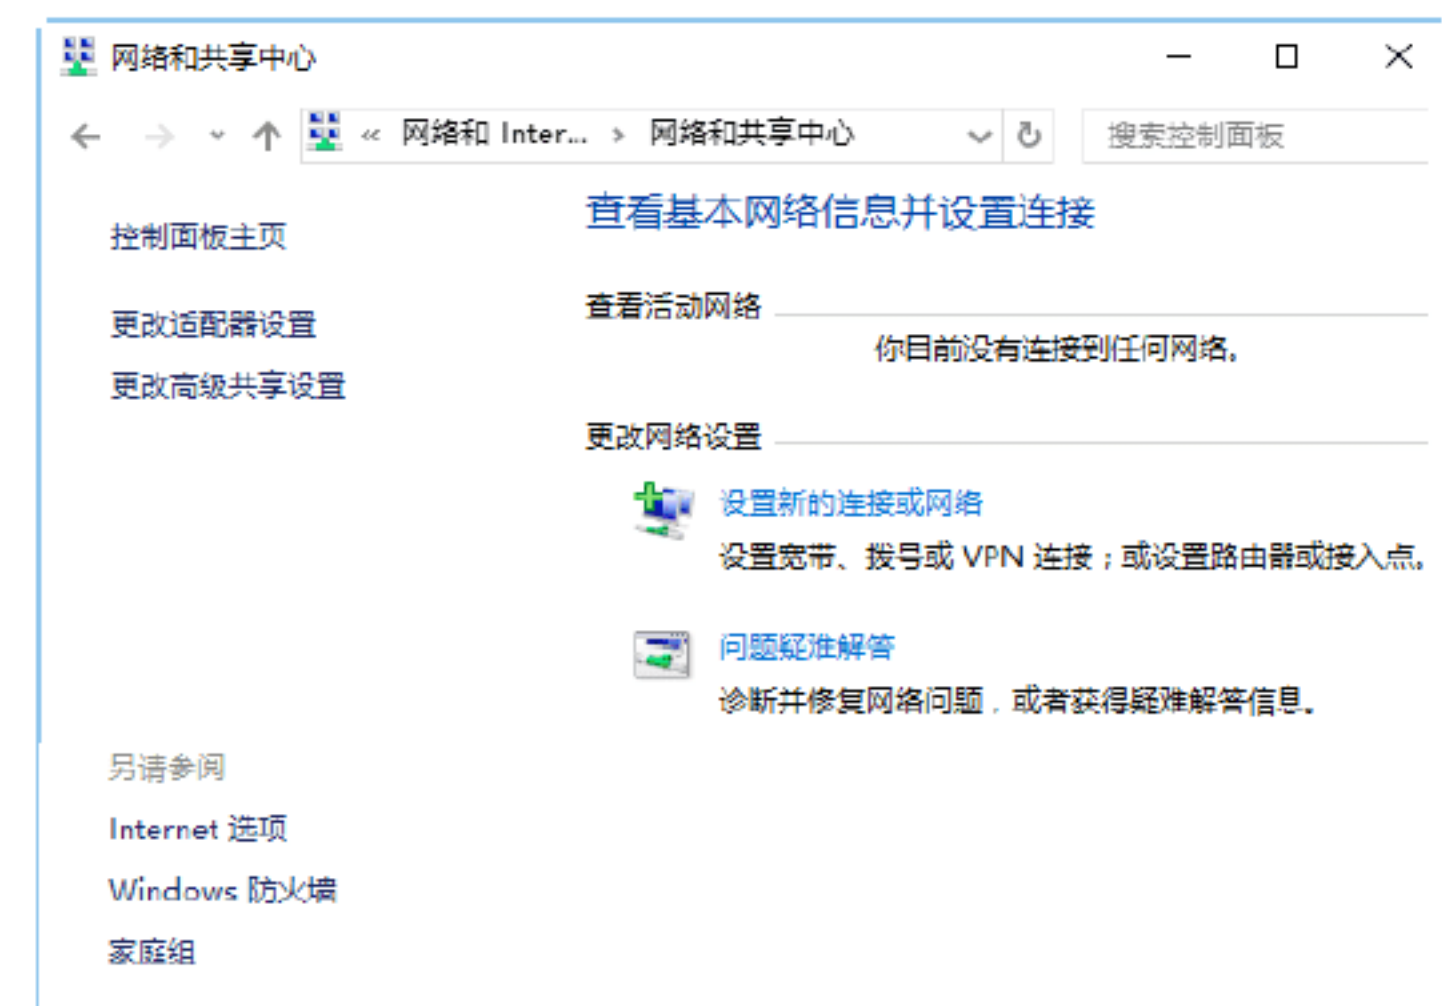 网络和共享中心
« 网络和 Inter... › 网络和共享中心
搜索控制面板
控制面板主页
更改适配器设置
更改高级共享设置
查看基本网络信息并设置连接
查看活动网络
你目前没有连接到任何网络。
更改网络设置
设置新的连接或网络
设置宽带、拨号或 VPN 连接；或设置路由器或接入点。
问题疑难解答
诊断并修复网络问题，或者获得疑难解答信息。
另请参阅
Internet 选项
Windows 防火墙
家庭组